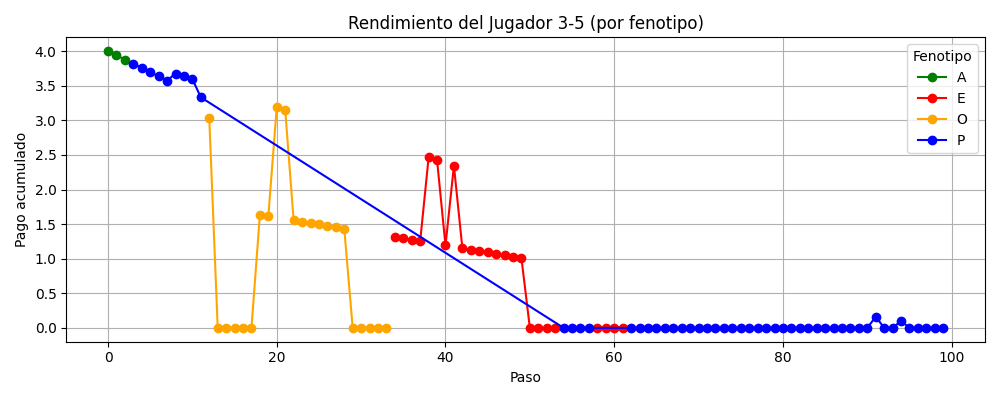 Rendimiento del Jugador 3-5 (por fenotipo)
Pago acumulado
4.0
3.5
3.0
2.5
2.0
1.5
1.0
0.5
0.0
Fenotipo
A
E
O
P
0 20 40 60 80 100
Paso